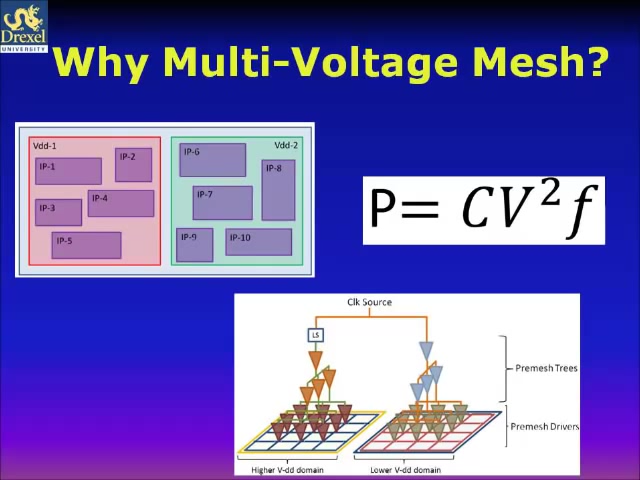 Drexel
UNIVERSITY
Why Multi-Voltage Mesh?
Vdd-1
IP-1
IP-2
IP-3
IP-4
IP-5
Vdd-2
IP-6
IP-7
IP-8
IP-9
IP-10
P= CV²f
Clk Source
LS
Premesh Trees
Premesh Drivers
Higher V-dd domain
Lower V-dd domain